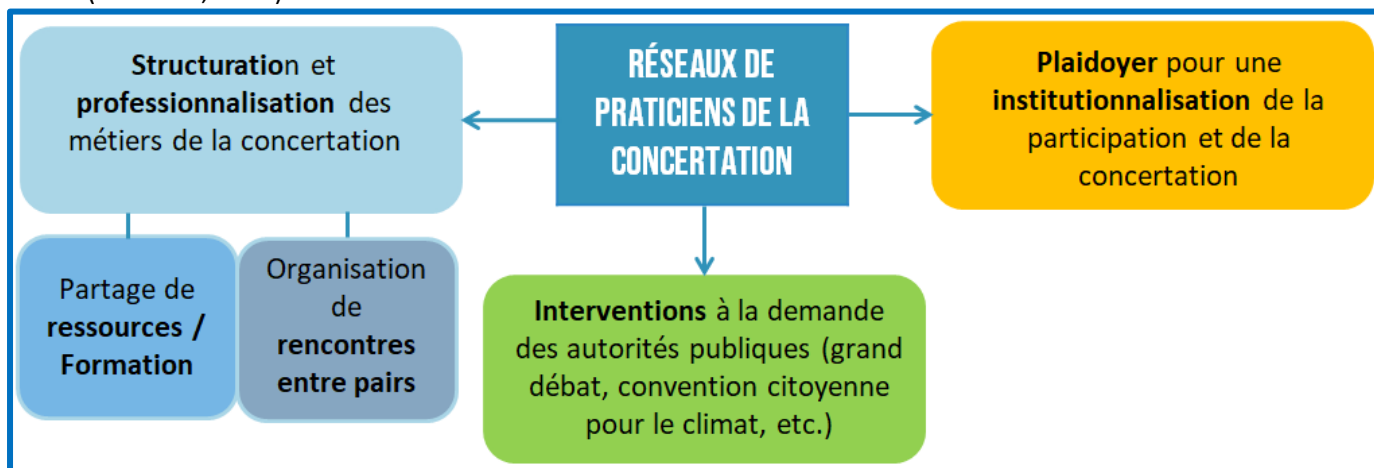 Structuration et
professionnalisation des
métiers de la concertation
RÉSEAUX DE
PRATICIENS DE LA
CONCERTATION
Plaidoyer pour une
institutionnalisation de la
participation et de la
concertation
Partage de
ressources /
Formation
Organisation
de
rencontres
entre pairs
Interventions à la demande
des autorités publiques (grand
débat, convention citoyenne
pour le climat, etc.)